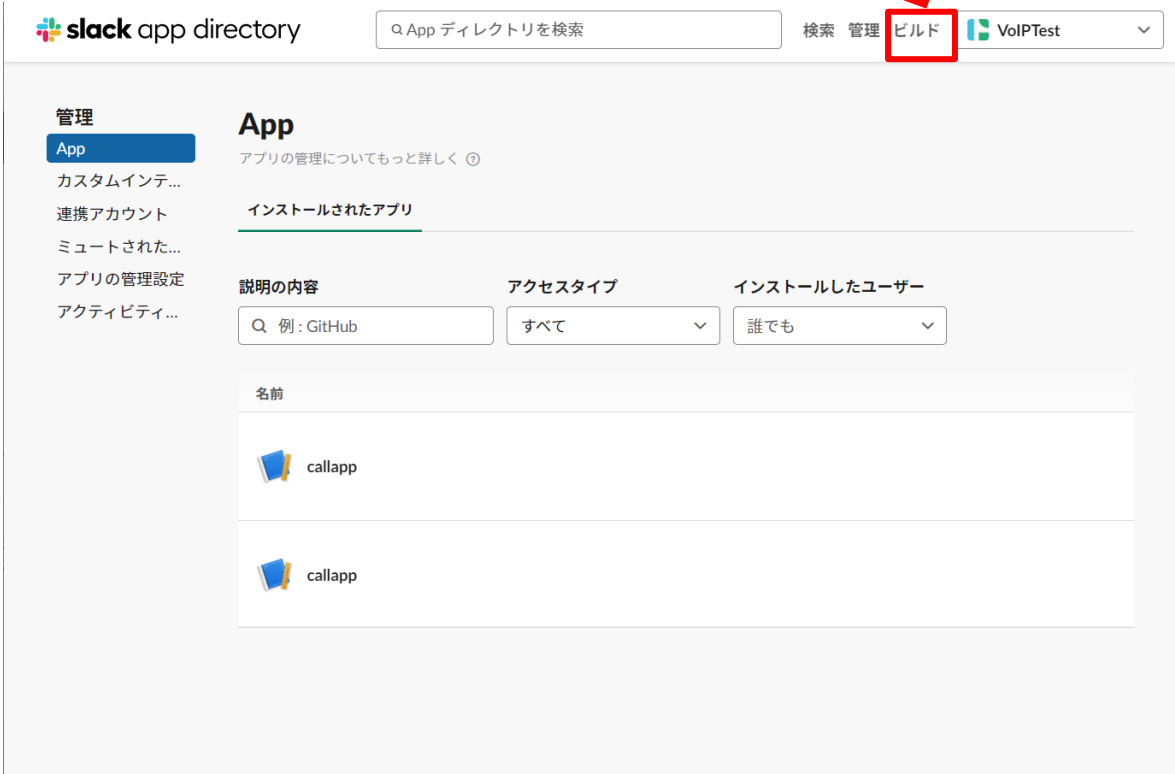 slack app directory
App ディレクトリを検索
検索 管理 ビルド VoIPTest
管理
App
カスタムインテ...
連携アカウント
ミュートされた...
アプリの管理設定
アクティビティ...
App
アプリの管理についてもっと詳しく ?
インストールされたアプリ
説明の内容 アクセスタイプ インストールしたユーザー
例 : GitHub すべて 誰でも
名前
callapp
callapp